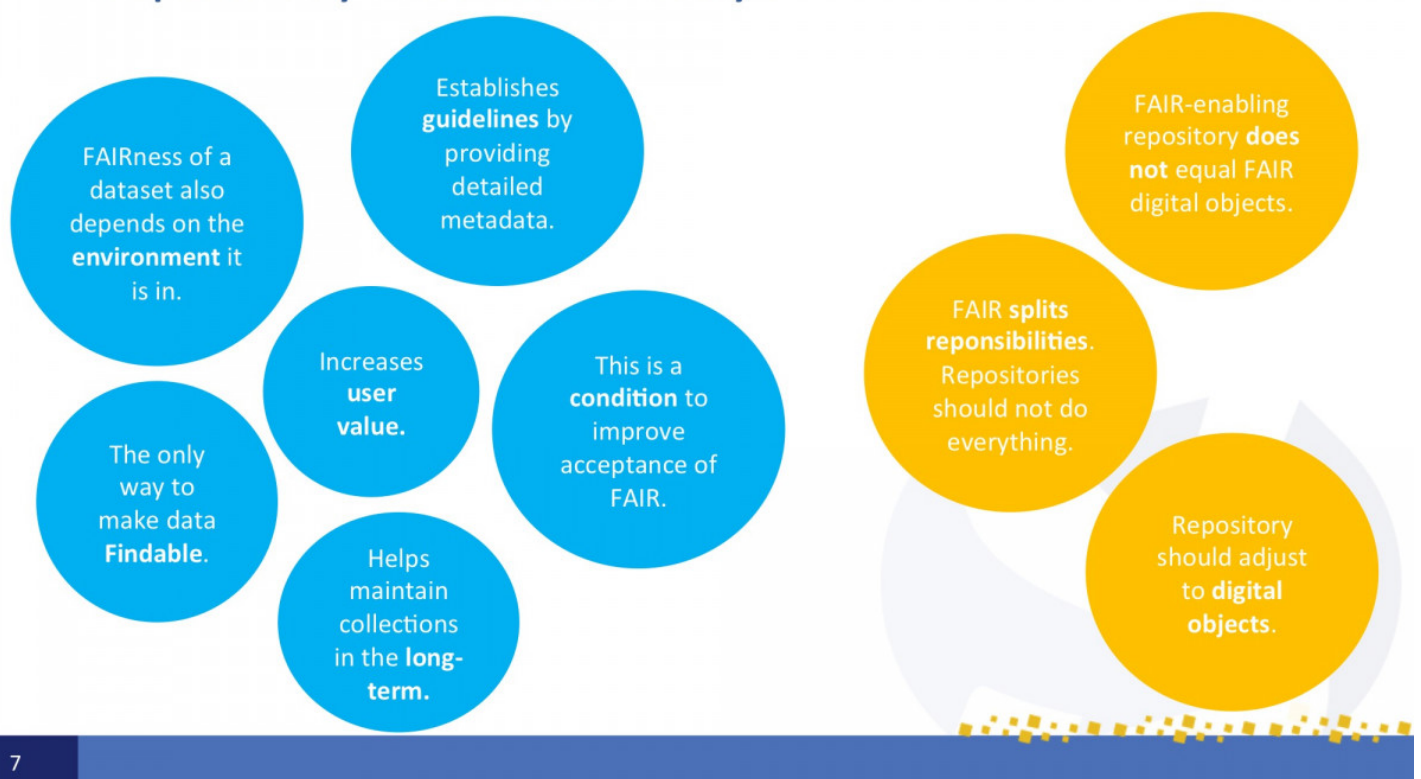 FAIRness of a
dataset also
depends on the
environment it
is in.
Establishes
guidelines by
providing
detailed
metadata.
Increases
user
value.
This is a
condition to
improve
acceptance of
FAIR.
The only
way to
make data
Findable.
Helps
maintain
collections
in the long-
term.
FAIR-enabling
repository does
not equal FAIR
digital objects.
FAIR splits
reponsibilities.
Repositories
should not do
everything.
Repository
should adjust
to digital
objects.
7